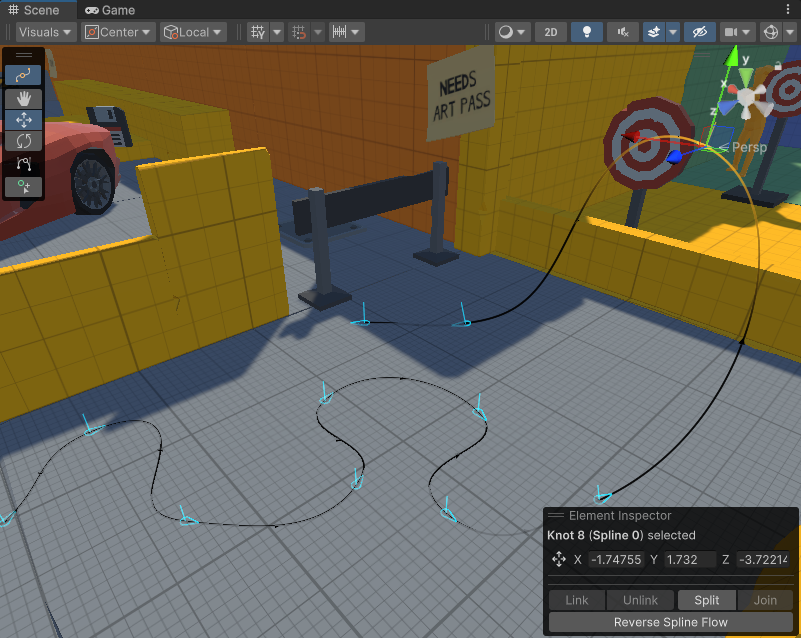 Scene Game
Visuals Center Local 2D
NEEDS
ART PASS
y
x
z
Persp
Element Inspector
Knot 8 (Spline 0) selected
X -1.74755 Y 1.732 Z -3.72214
Link Unlink Split Join
Reverse Spline Flow